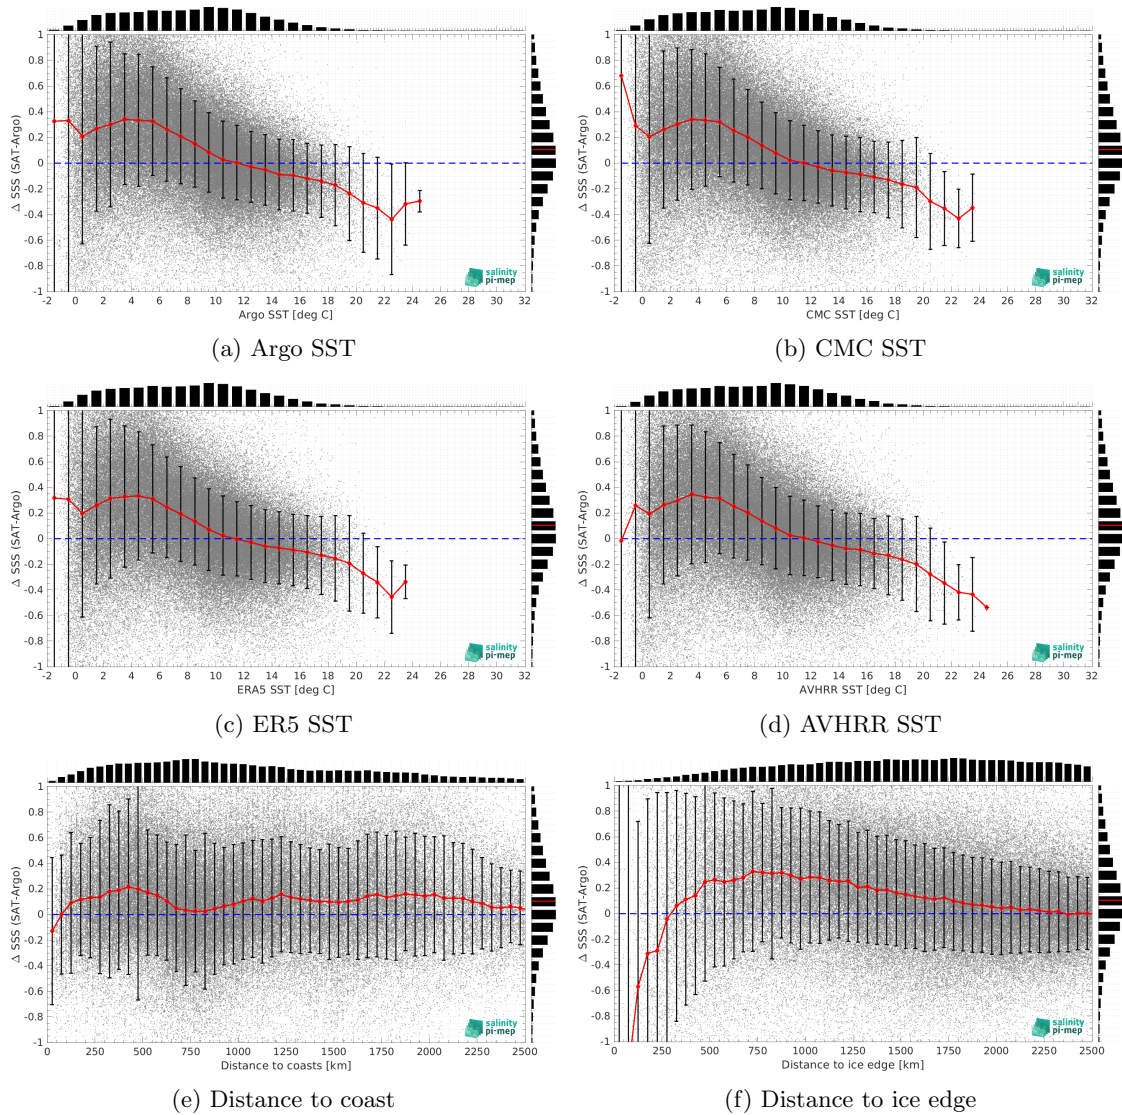 1
0.8
0.6
0.4
0.2
0
-0.2
-0.4
-0.6
-0.8
-1
Δ SSS (SAT-Argo)
salinity
pi-mep
-2 0 2 4 6 8 10 12 14 16 18 20 22 24 26 28 30 32
Argo SST [deg C]
(a) Argo SST
1
0.8
0.6
0.4
0.2
0
-0.2
-0.4
-0.6
-0.8
-1
Δ SSS (SAT-Argo)
salinity
pi-mep
-2 0 2 4 6 8 10 12 14 16 18 20 22 24 26 28 30 32
CMC SST [deg C]
(b) CMC SST
1
0.8
0.6
0.4
0.2
0
-0.2
-0.4
-0.6
-0.8
-1
Δ SSS (SAT-Argo)
salinity
pi-mep
-2 0 2 4 6 8 10 12 14 16 18 20 22 24 26 28 30 32
ERA5 SST [deg C]
(c) ER5 SST
1
0.8
0.6
0.4
0.2
0
-0.2
-0.4
-0.6
-0.8
-1
Δ SSS (SAT-Argo)
salinity
pi-mep
-2 0 2 4 6 8 10 12 14 16 18 20 22 24 26 28 30 32
AVHRR SST [deg C]
(d) AVHRR SST
1
0.8
0.6
0.4
0.2
0
-0.2
-0.4
-0.6
-0.8
-1
Δ SSS (SAT-Argo)
salinity
pi-mep
0 250 500 750 1000 1250 1500 1750 2000 2250 2500
Distance to coasts [km]
(e) Distance to coast
1
0.8
0.6
0.4
0.2
0
-0.2
-0.4
-0.6
-0.8
-1
Δ SSS (SAT-Argo)
salinity
pi-mep
0 250 500 750 1000 1250 1500 1750 2000 2250 2500
Distance to ice edge [km]
(f) Distance to ice edge